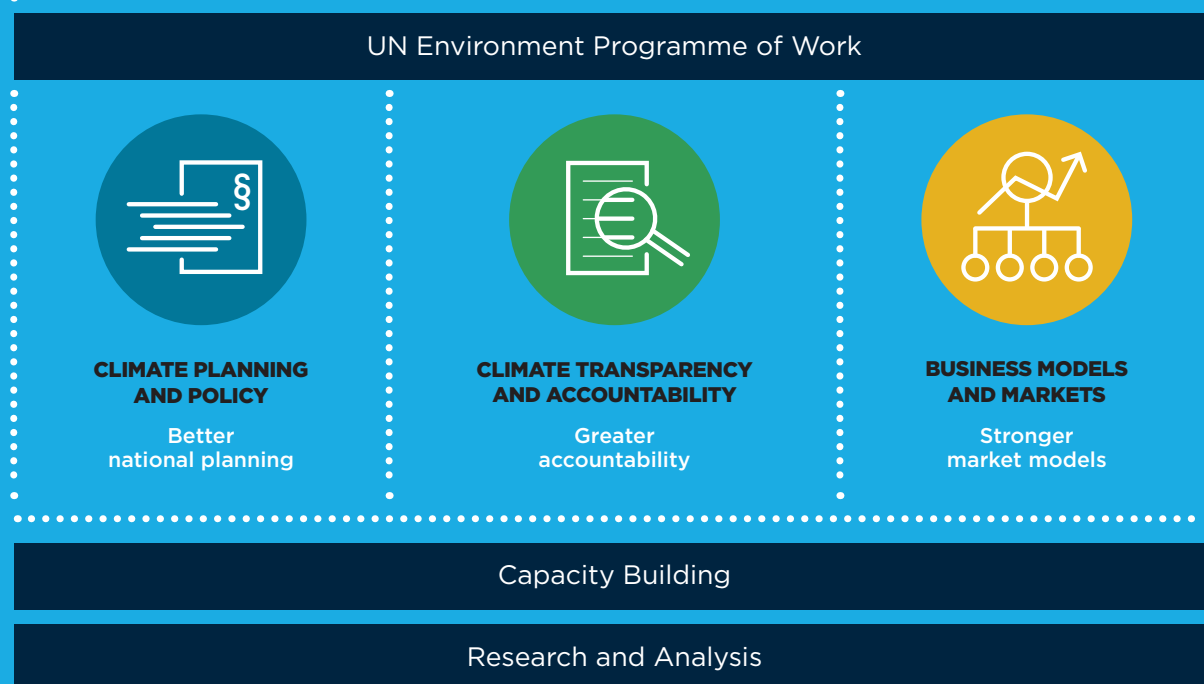 UN Environment Programme of Work
§
CLIMATE PLANNING
AND POLICY
Better
national planning
CLIMATE TRANSPARENCY
AND ACCOUNTABILITY
Greater
accountability
BUSINESS MODELS
AND MARKETS
Stronger
market models
Capacity Building
Research and Analysis